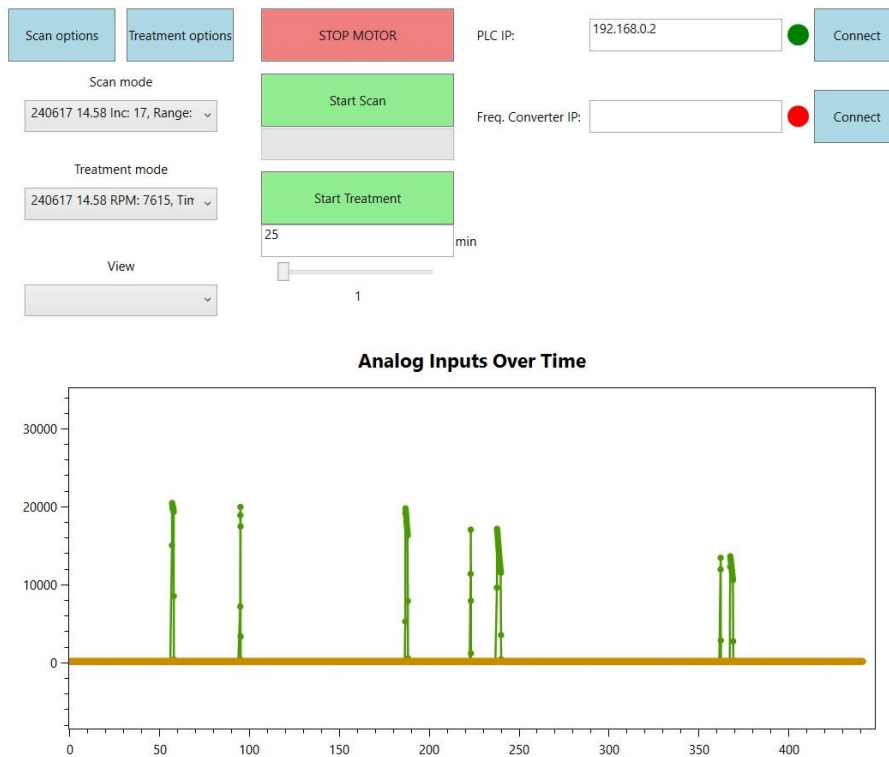 Scan options
Treatment options
STOP MOTOR
PLC IP:
192.168.0.2
Connect
Scan mode
240617 14.58 Inc: 17, Range:
Start Scan
Freq. Converter IP:
Connect
Treatment mode
240617 14.58 RPM: 7615, Tin
Start Treatment
25
min
View
1
Analog Inputs Over Time
30000
20000
10000
0
0
50
100
150
200
250
300
350
400